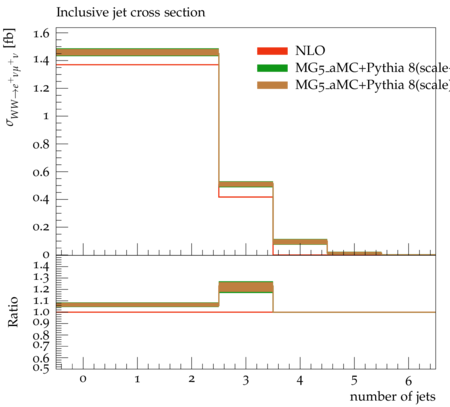 Inclusive jet cross section
σWW→e+νμ+ν [fb]
1.6
1.4
1.2
1.0
0.8
0.6
0.4
0.2
0
NLO
MG5_aMC+Pythia 8(scale+
MG5_aMC+Pythia 8(scale)
Ratio
1.4
1.3
1.2
1.1
1.0
0.9
0.8
0.7
0.6
0.5
0 1 2 3 4 5 6
number of jets